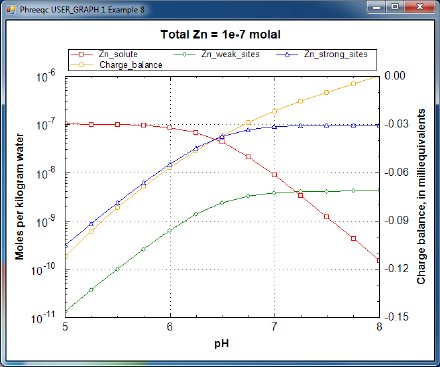 Phreeqc USER_GRAPH 1 Example 8
Total Zn = 1e-7 molal
Zn_solute Zn_weak_sites Zn_strong_sites
Charge_balance
10-6 0.00
10-7 -0.03
10-8 -0.06
10-9 -0.09
10-10 -0.12
10-11 -0.15
Moles per kilogram water
Charge balance, in milliequivalents
5 6 7 8
pH